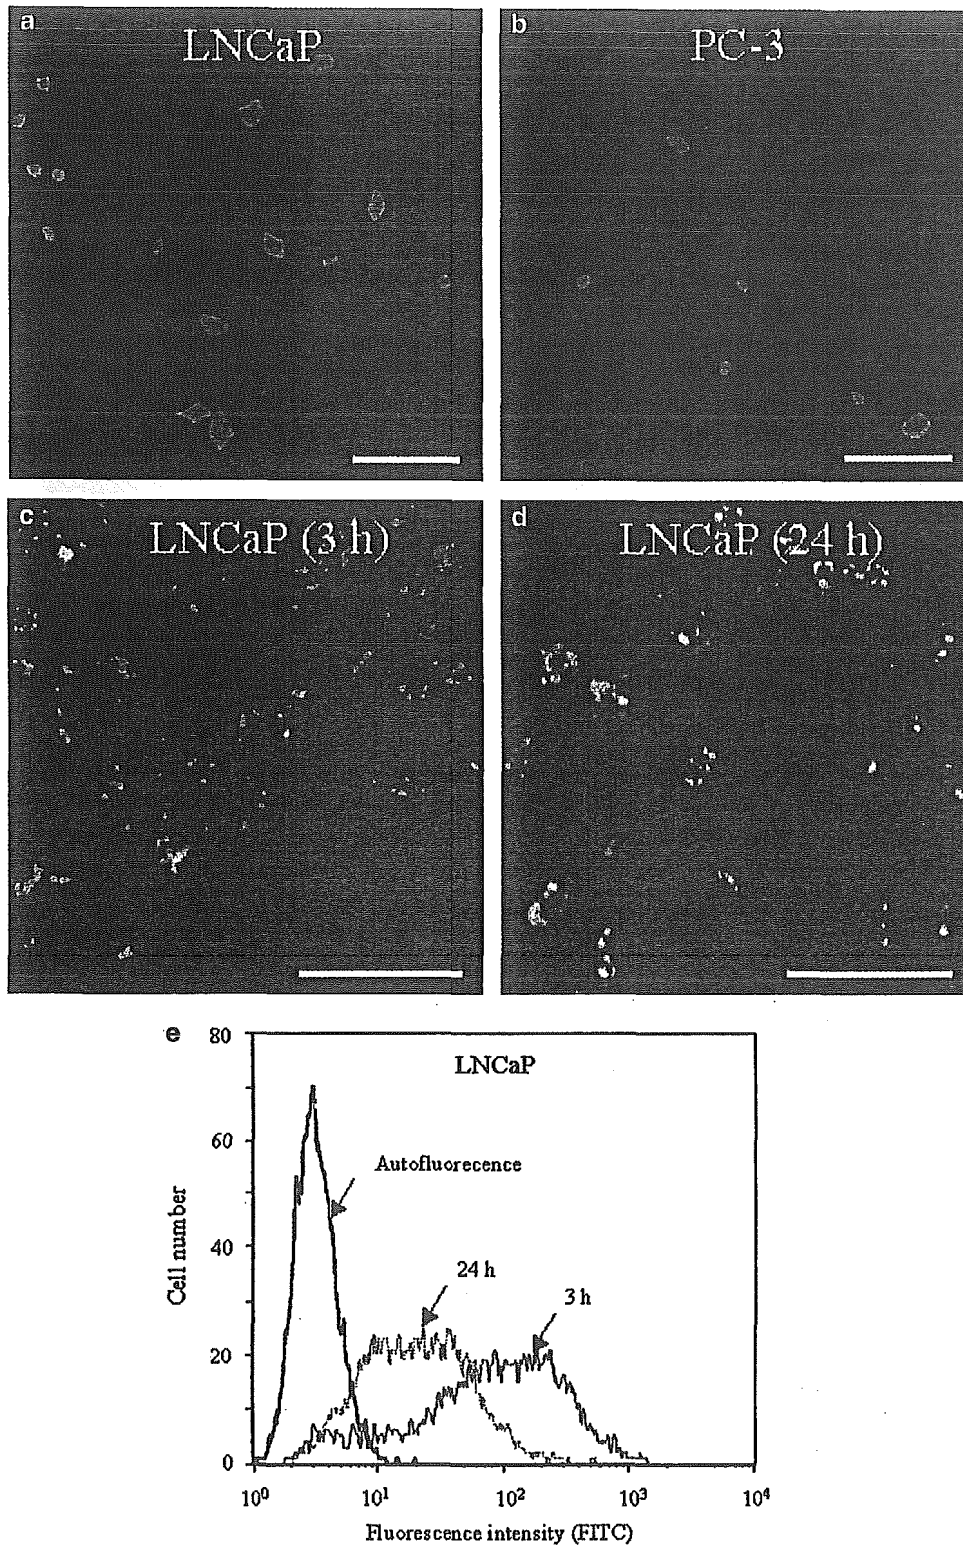 a
LNCaP
b
PC-3
c
LNCaP (3 h)
d
LNCaP (24 h)
e
80
60
40
20
0
Cell number
LNCaP
Autofluorecence
24 h
3 h
10⁰
10¹
10²
10³
10⁴
Fluorescence intensity (FITC)